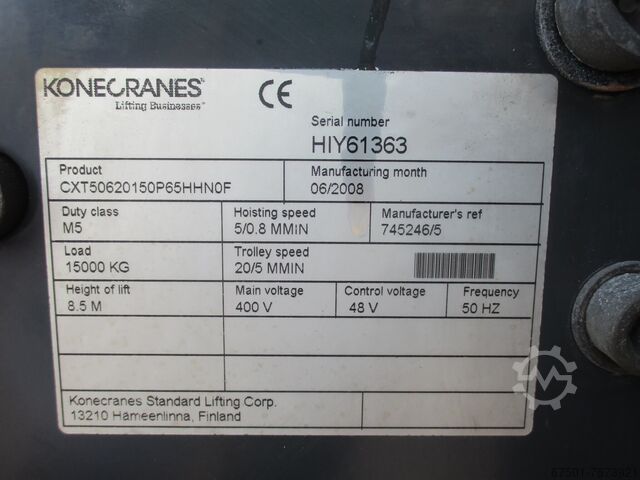 KONECRANES
Lifting Businesses™
CE
Serial number
HIY61363
Product
CXT50620150P65HHN0F
Manufacturing month
06/2008
Duty class
M5
Hoisting speed
5/0.8 MMIN
Manufacturer's ref
745246/5
Load
15000 KG
Trolley speed
20/5 MMIN
Height of lift
8.5 M
Main voltage
400 V
Control voltage
48 V
Frequency
50 HZ
Konecranes Standard Lifting Corp.
13210 Hämeenlinna, Finland